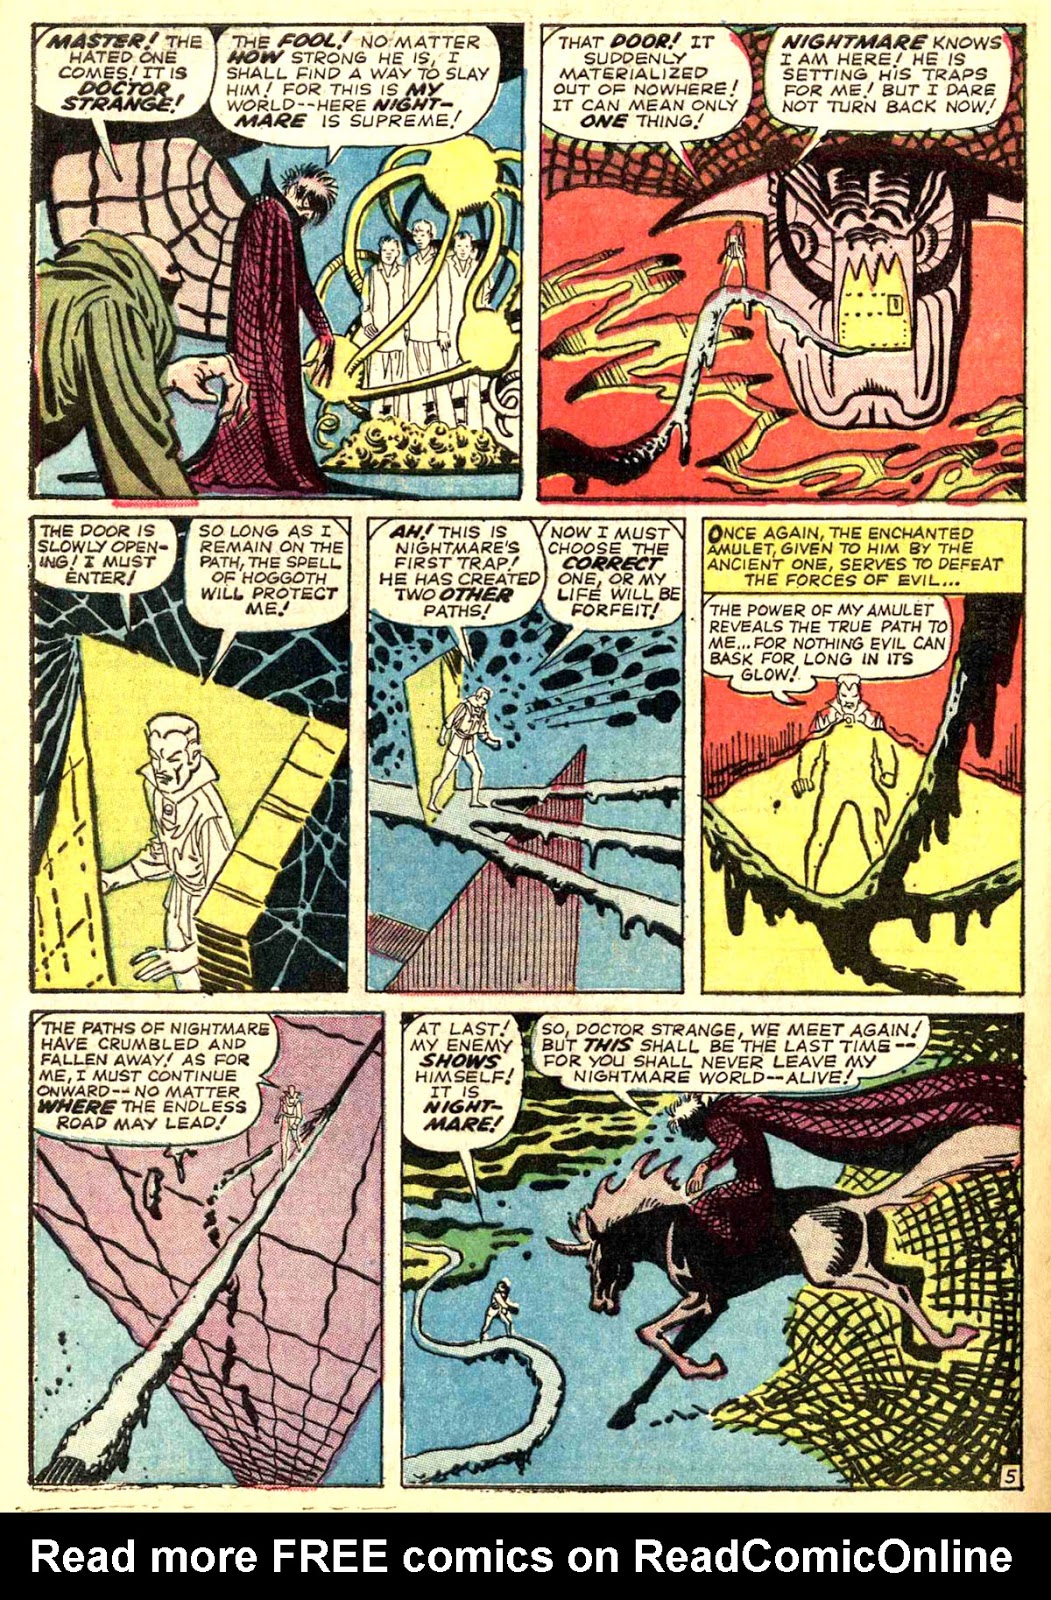 MASTER! THE
HATED ONE
COMES! IT IS
DOCTOR
STRANGE!
THE FOOL! NO MATTER
HOW STRONG HE IS, I
SHALL FIND A WAY TO SLAY
HIM! FOR THIS IS MY
WORLD--HERE NIGHT-
MARE IS SUPREME!
THAT DOOR! IT
SUDDENLY
MATERIALIZED
OUT OF NOWHERE!
IT CAN MEAN ONLY
ONE THING!
NIGHTMARE KNOWS
I AM HERE! HE IS
SETTING HIS TRAPS
FOR ME! BUT I DARE
NOT TURN BACK NOW!
THE DOOR IS
SLOWLY OPEN-
ING! I MUST
ENTER!
SO LONG AS I
REMAIN ON THE
PATH, THE SPELL
OF HOGGOTH
WILL PROTECT
ME!
AH! THIS IS
NIGHTMARE'S
FIRST TRAP!
HE HAS CREATED
TWO OTHER
PATHS!
NOW I MUST
CHOOSE THE
CORRECT
ONE, OR MY
LIFE WILL BE
FORFEIT!
ONCE AGAIN, THE ENCHANTED
AMULET, GIVEN TO HIM BY THE
ANCIENT ONE, SERVES TO DEFEAT
THE FORCES OF EVIL...
THE POWER OF MY AMULET
REVEALS THE TRUE PATH TO
ME... FOR NOTHING EVIL CAN
BASK FOR LONG IN ITS
GLOW!
THE PATHS OF NIGHTMARE
HAVE CRUMBLED AND
FALLEN AWAY! AS FOR
ME, I MUST CONTINUE
ONWARD--NO MATTER
WHERE THE ENDLESS
ROAD MAY LEAD!
AT LAST!
MY ENEMY
SHOWS
HIMSELF!
IT IS
NIGHT-
MARE!
SO, DOCTOR STRANGE, WE MEET AGAIN!
BUT THIS SHALL BE THE LAST TIME--
FOR YOU SHALL NEVER LEAVE MY
NIGHTMARE WORLD--ALIVE!
5
Read more FREE comics on ReadComicOnline